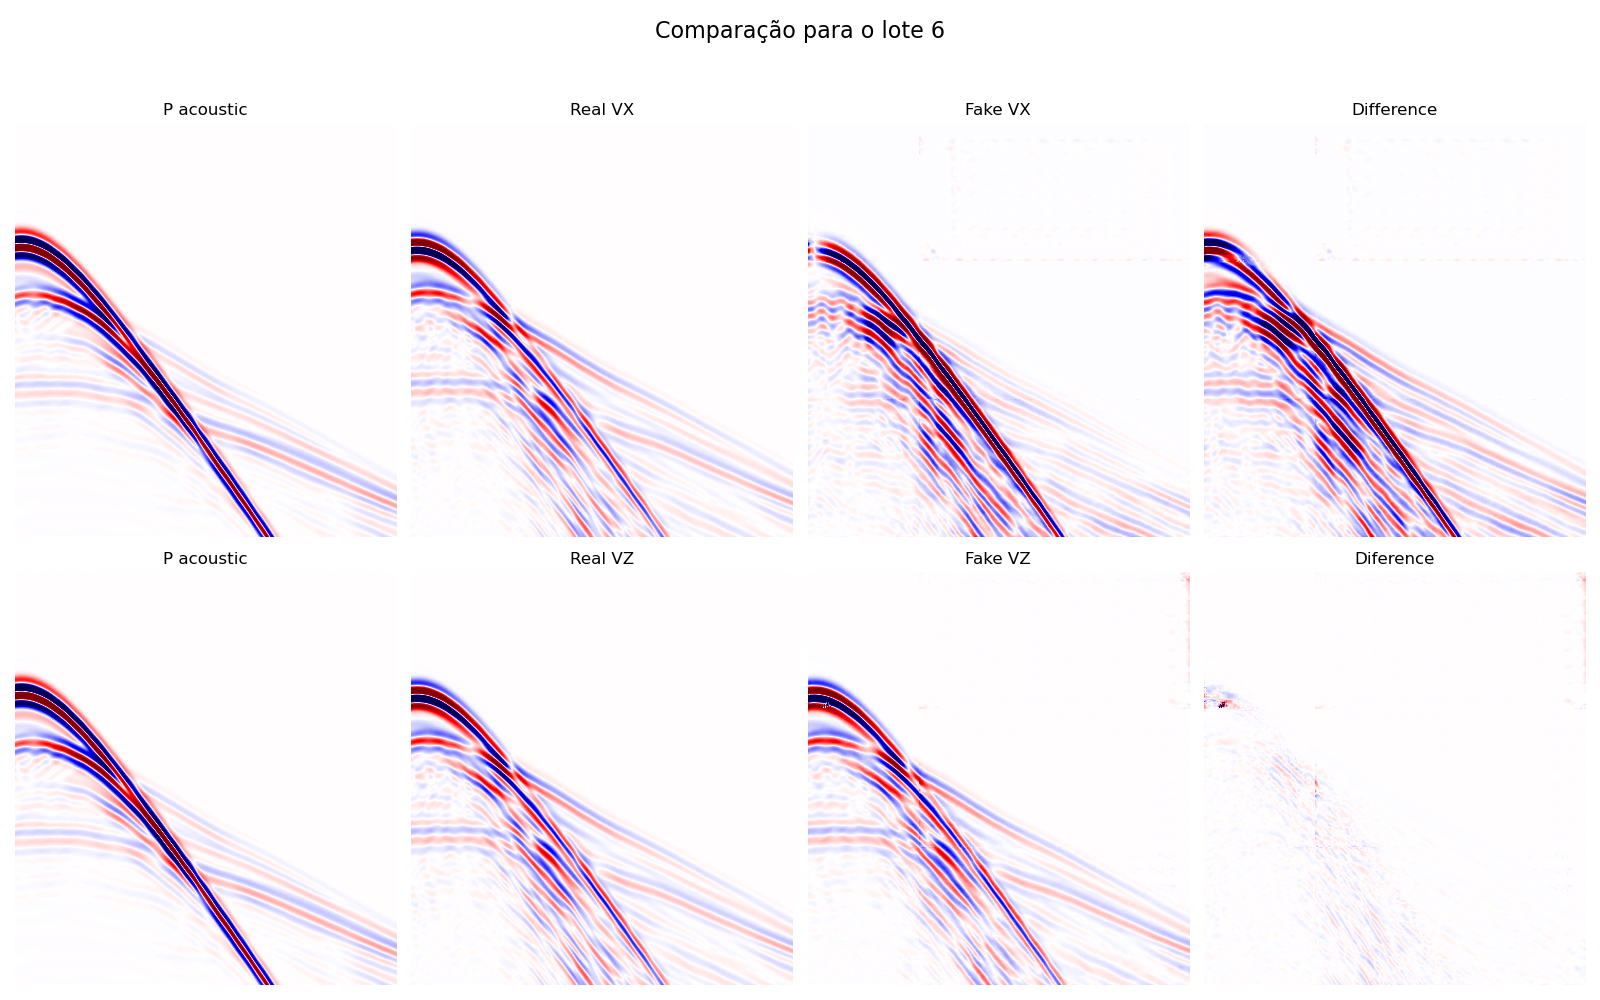 Comparação para o lote 6
P acoustic
Real VX
Fake VX
Difference
P acoustic
Real VZ
Fake VZ
Diference